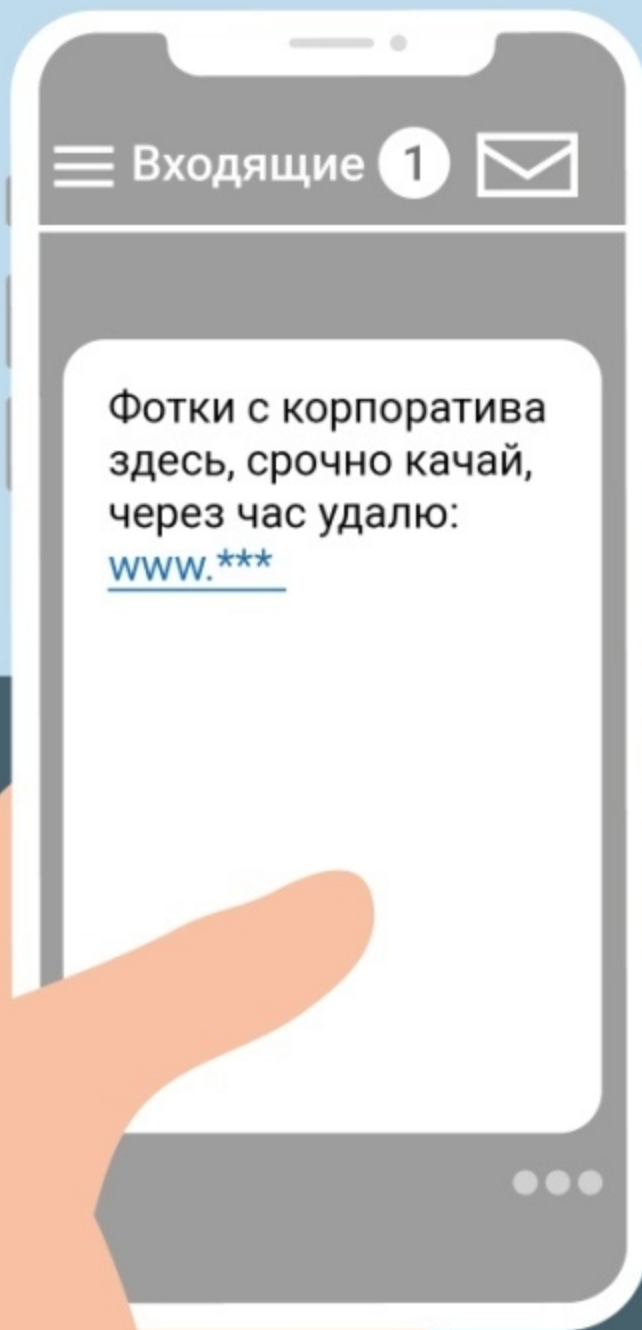 Входящие 1
Фотки с корпоратива
здесь, срочно качай,
через час удалю:
www.***